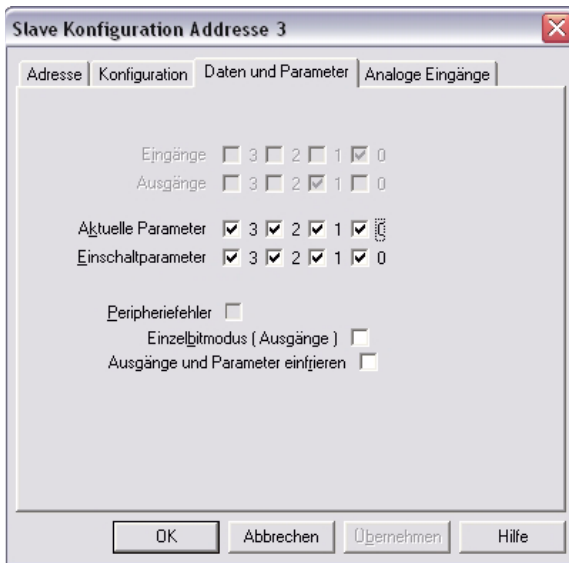 Slave Konfiguration Addresse 3
Adresse Konfiguration Daten und Parameter Analoge Eingänge
Eingänge 3 2 1 0
Ausgänge 3 2 1 0
Aktuelle Parameter 3 2 1 0
Einschaltparameter 3 2 1 0
Peripheriefehler
Einzelbitmodus ( Ausgänge )
Ausgänge und Parameter einfrieren
OK Abbrechen Übernehmen Hilfe